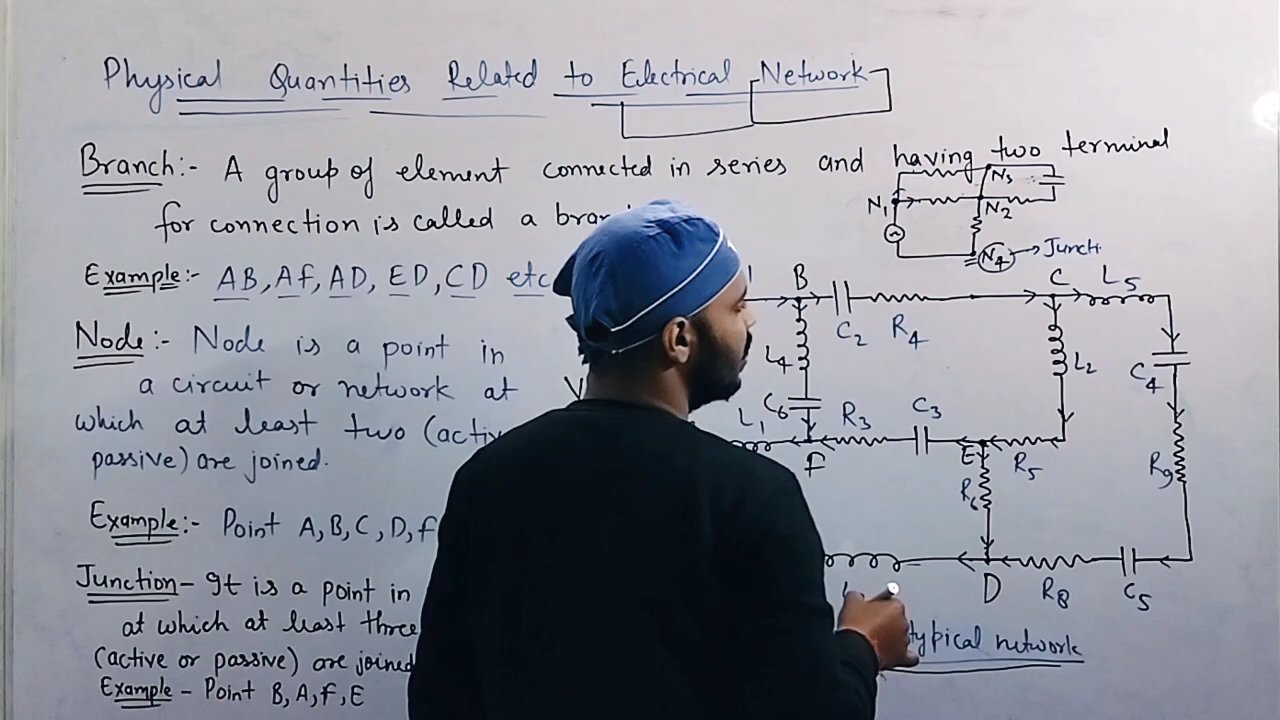 Physical Quantities Related to Electrical Network
Branch:- A group of element connected in series and having two terminal
for connection is called a
Example:- AB, AF, AD, ED, CD etc
Node:- Node is a point in
a circuit or network at
which at least two
passive) are joined.
Example:- Point A, B, C, D, F
Junction- It is a point in
at which at least three
(active or passive) are joined
Example - Point B, A, F, E
N1
N3
N2
N4
B
C
L5
C2
R4
L4
L2
C4
C6
L1
R3
C3
F
E
R5
R6
R9
D
R8
C5
typical network